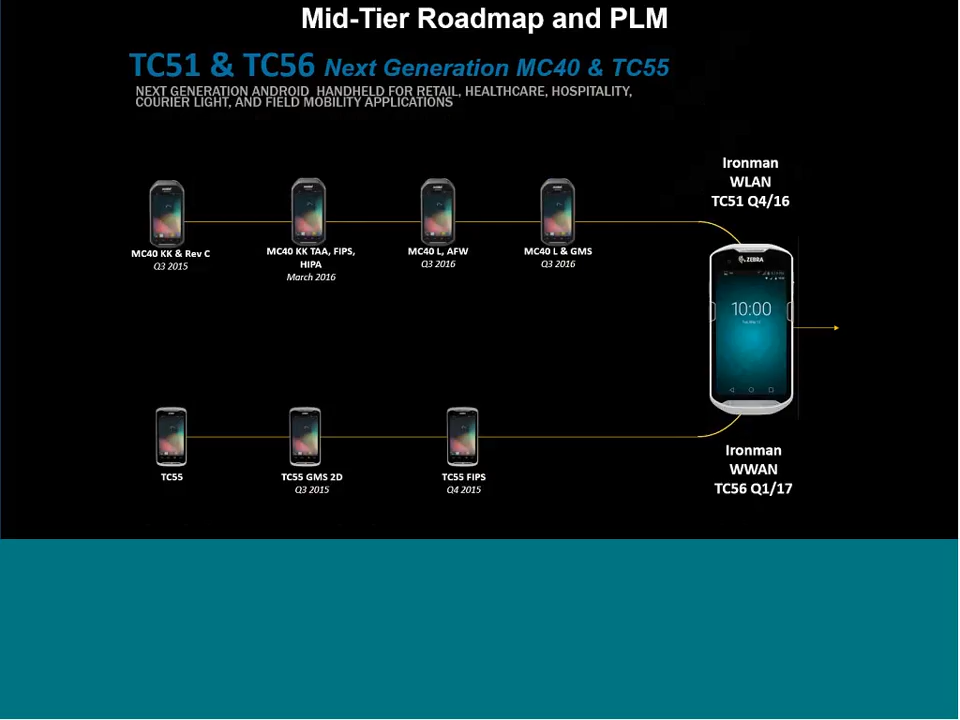 Mid-Tier Roadmap and PLM
TC51 & TC56 Next Generation MC40 & TC55
NEXT GENERATION ANDROID HANDHELD FOR RETAIL, HEALTHCARE, HOSPITALITY,
COURIER LIGHT, AND FIELD MOBILITY APPLICATIONS
Ironman
WLAN
TC51 Q4/16
MC40 KK & Rev C
Q3 2015
MC40 KK TAA, FIPS,
HIPA
March 2016
MC40 L, AFW
Q3 2016
MC40 L & GMS
Q3 2016
ZEBRA
10:00
TC55
TC55 GMS 2D
Q3 2015
TC55 FIPS
Q4 2015
Ironman
WWAN
TC56 Q1/17